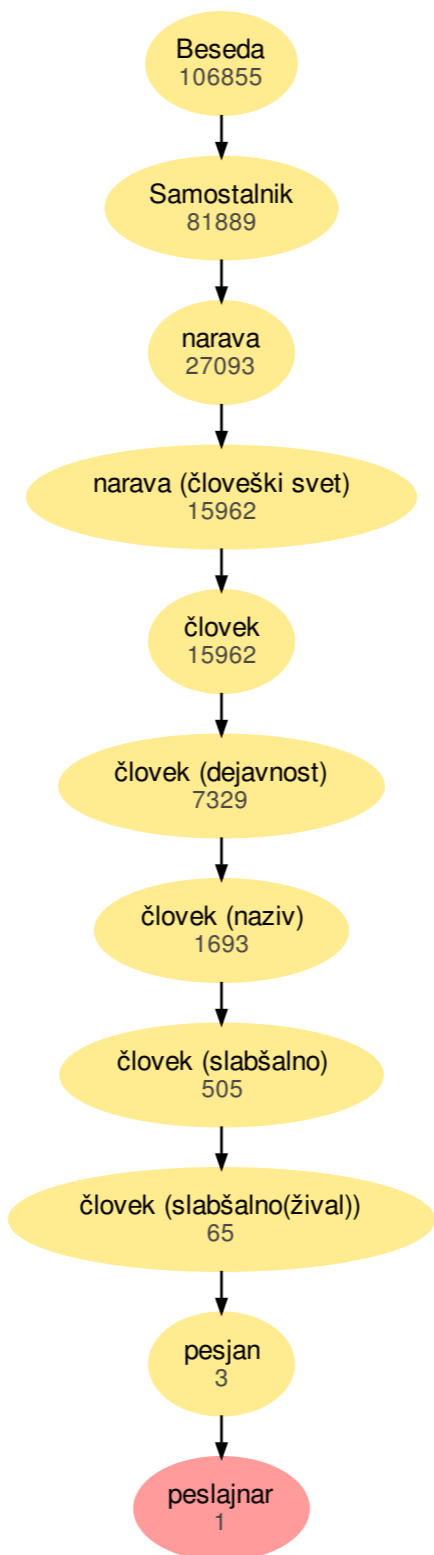 Beseda
106855
Samostalnik
81889
narava
27093
narava (človeški svet)
15962
človek
15962
človek (dejavnost)
7329
človek (naziv)
1693
človek (slabšalno)
505
človek (slabšalno(žival))
65
pesjan
3
peslajnar
1